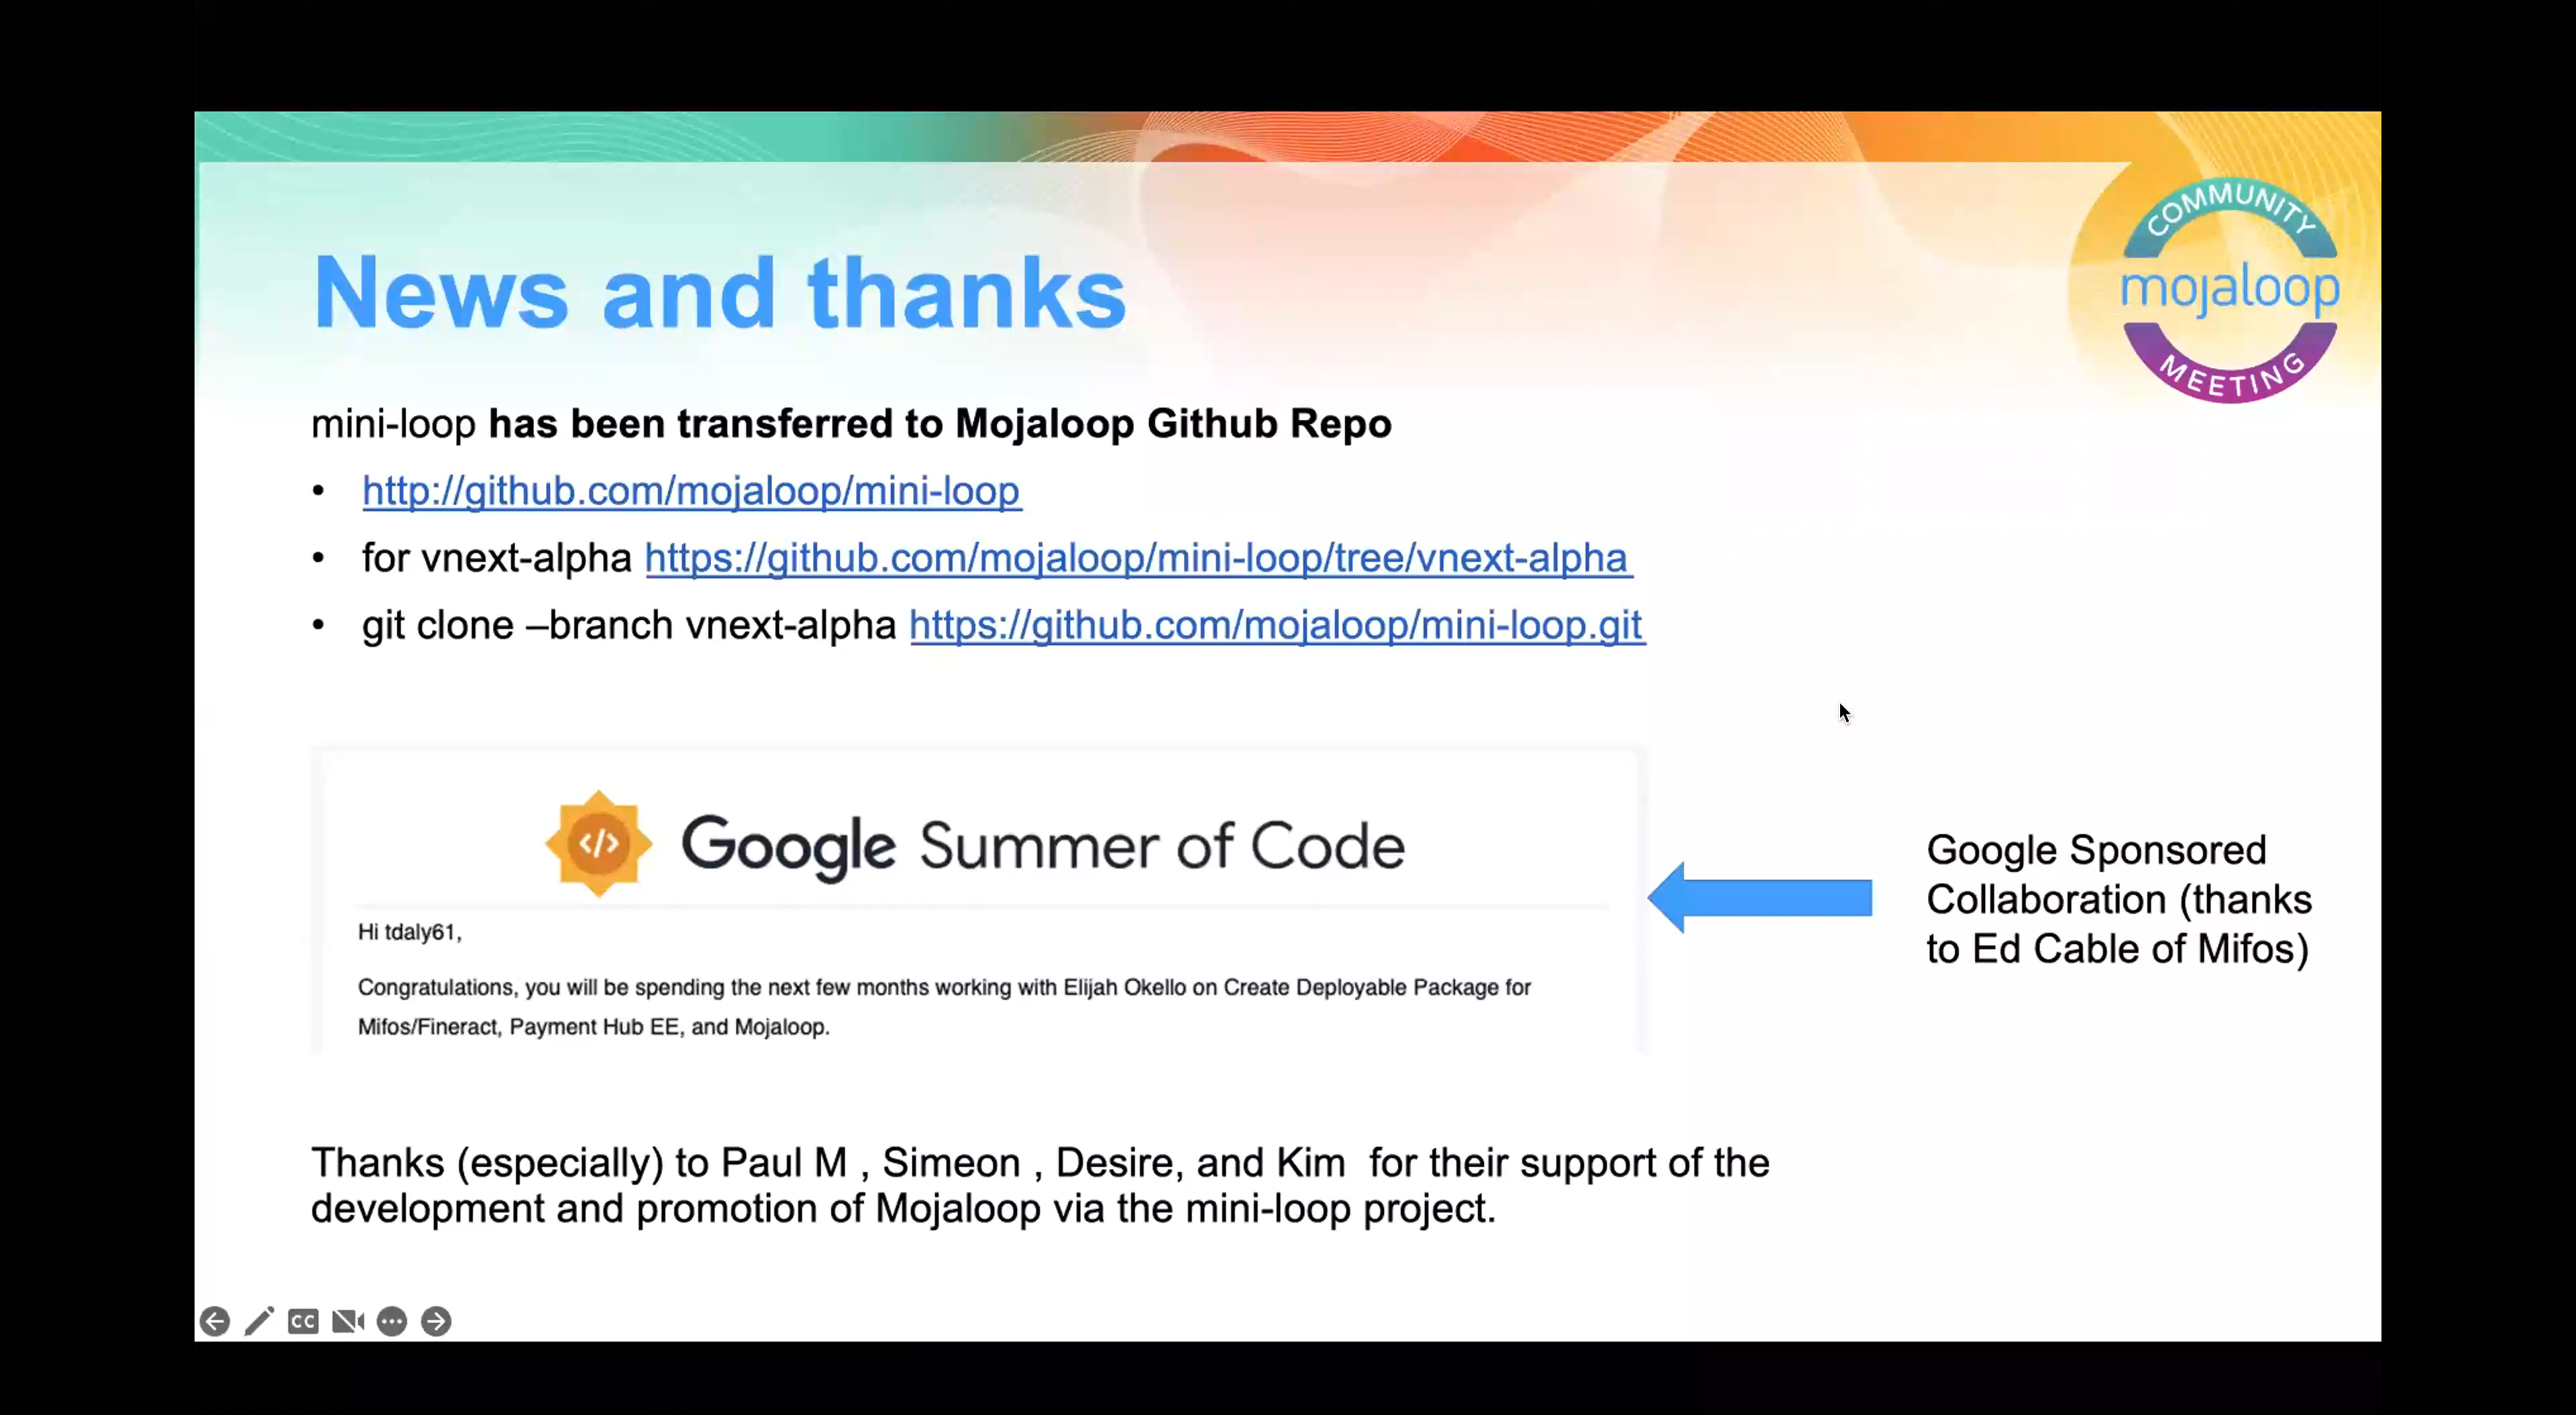 COMMUNITY
mojaloop
MEETING
News and thanks
mini-loop has been transferred to Mojaloop Github Repo
• http://github.com/mojaloop/mini-loop
• for vnext-alpha https://github.com/mojaloop/mini-loop/tree/vnext-alpha
• git clone –branch vnext-alpha https://github.com/mojaloop/mini-loop.git
</> Google Summer of Code
Hi tdaly61,
Congratulations, you will be spending the next few months working with Elijah Okello on Create Deployable Package for
Mifos/Fineract, Payment Hub EE, and Mojaloop.
Google Sponsored
Collaboration (thanks
to Ed Cable of Mifos)
Thanks (especially) to Paul M , Simeon , Desire, and Kim  for their support of the
development and promotion of Mojaloop via the mini-loop project.
CC